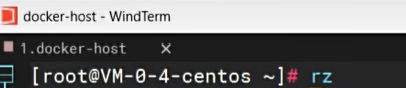 docker-host - WindTerm
1.docker-host ×
[root@VM-0-4-centos ~]# rz